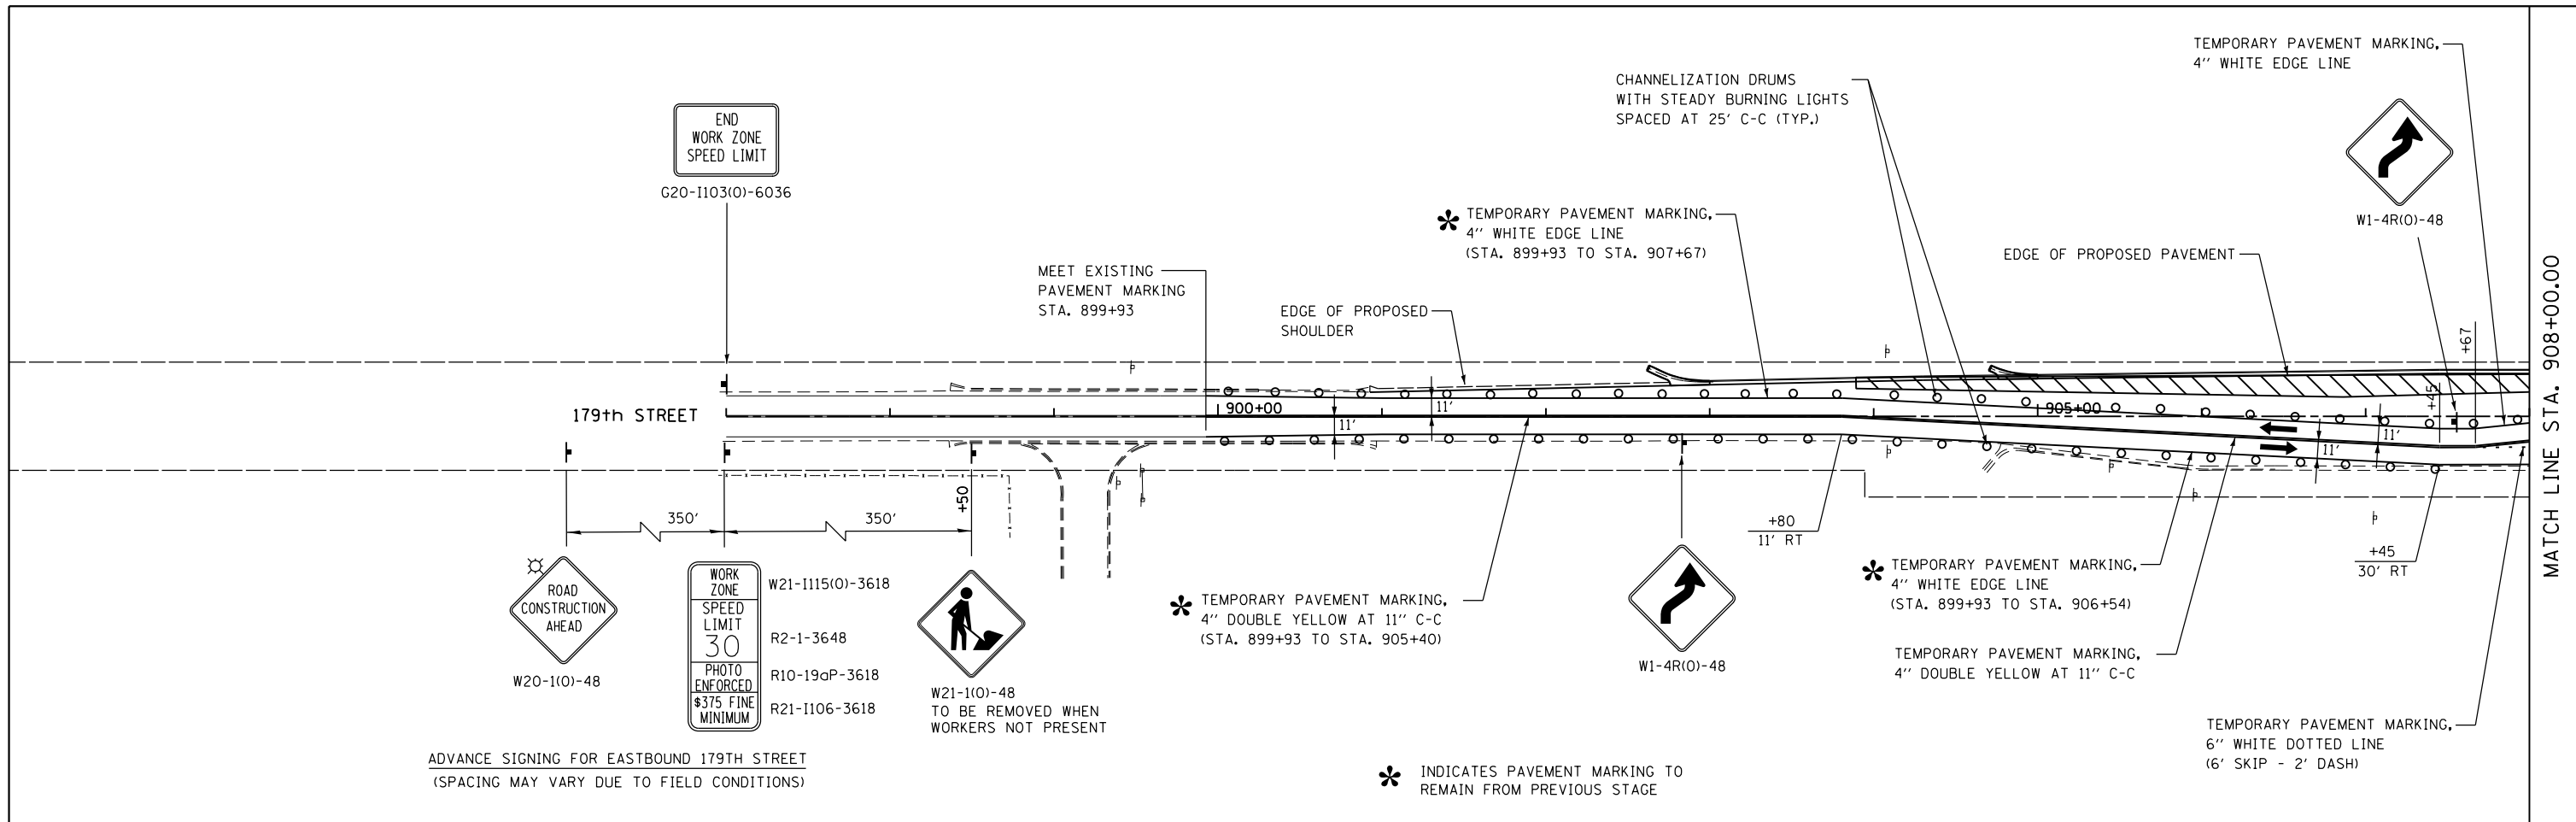 TEMPORARY PAVEMENT MARKING,
4'' WHITE EDGE LINE
CHANNELIZATION DRUMS
WITH STEADY BURNING LIGHTS
SPACED AT 25' C-C (TYP.)
END
WORK ZONE
SPEED LIMIT
G20-I103(O)-6036
* TEMPORARY PAVEMENT MARKING,
4'' WHITE EDGE LINE
(STA. 899+93 TO STA. 907+67)
W1-4R(O)-48
EDGE OF PROPOSED PAVEMENT
MEET EXISTING
PAVEMENT MARKING
STA. 899+93
EDGE OF PROPOSED
SHOULDER
MATCH LINE STA. 908+00.00
+67
+45
179th STREET
900+00
905+00
11'
11'
11'
11'
350'
350'
+50
+80
11' RT
+45
30' RT
ROAD
CONSTRUCTION
AHEAD
W20-1(O)-48
WORK
ZONE
SPEED
LIMIT
30
PHOTO
ENFORCED
$375 FINE
MINIMUM
W21-I115(O)-3618
R2-1-3648
R10-19aP-3618
R21-I106-3618
W21-1(O)-48
TO BE REMOVED WHEN
WORKERS NOT PRESENT
* TEMPORARY PAVEMENT MARKING,
4'' DOUBLE YELLOW AT 11'' C-C
(STA. 899+93 TO STA. 905+40)
W1-4R(O)-48
* TEMPORARY PAVEMENT MARKING,
4'' WHITE EDGE LINE
(STA. 899+93 TO STA. 906+54)
TEMPORARY PAVEMENT MARKING,
4'' DOUBLE YELLOW AT 11'' C-C
TEMPORARY PAVEMENT MARKING,
6'' WHITE DOTTED LINE
(6' SKIP - 2' DASH)
ADVANCE SIGNING FOR EASTBOUND 179TH STREET
(SPACING MAY VARY DUE TO FIELD CONDITIONS)
* INDICATES PAVEMENT MARKING TO
REMAIN FROM PREVIOUS STAGE